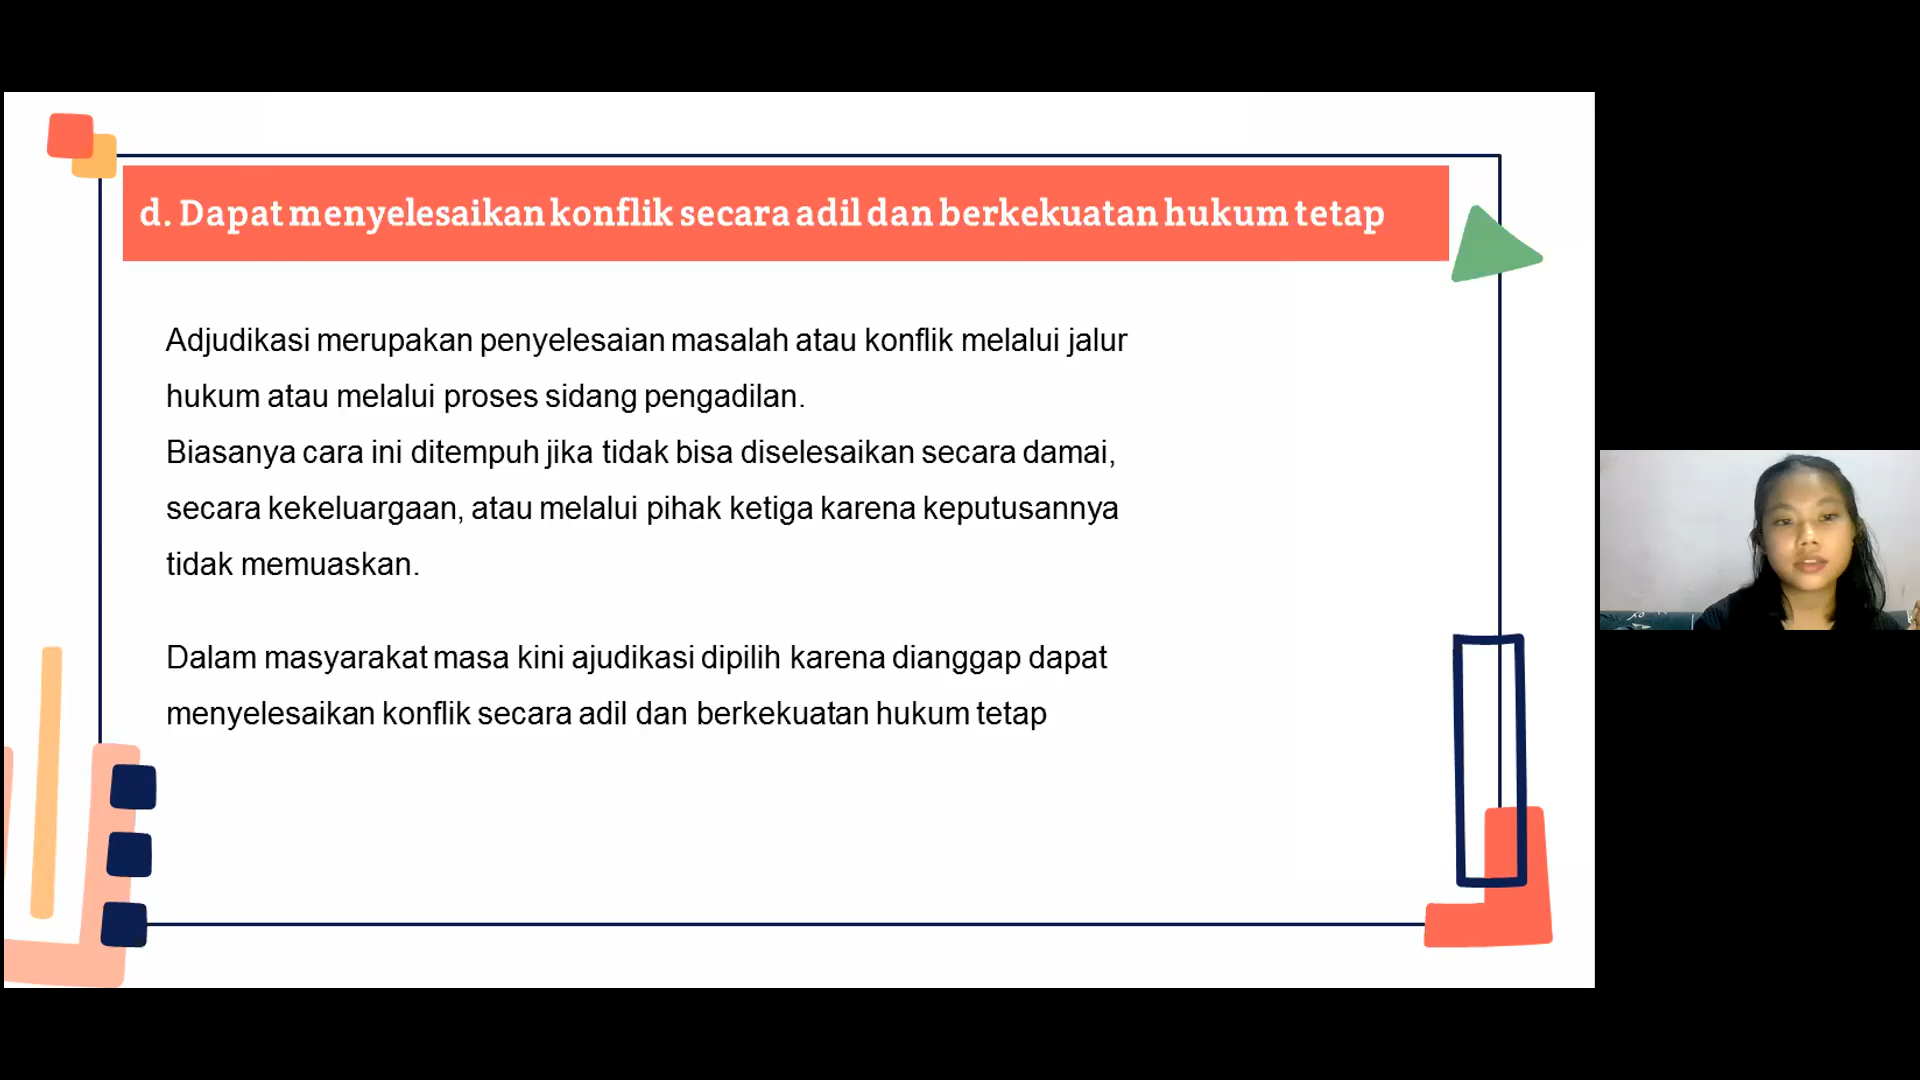 d. Dapat menyelesaikan konflik secara adil dan berkekuatan hukum tetap
Adjudikasi merupakan penyelesaian masalah atau konflik melalui jalur
hukum atau melalui proses sidang pengadilan.
Biasanya cara ini ditempuh jika tidak bisa diselesaikan secara damai,
secara kekeluargaan, atau melalui pihak ketiga karena keputusannya
tidak memuaskan.
Dalam masyarakat masa kini ajudikasi dipilih karena dianggap dapat
menyelesaikan konflik secara adil dan berkekuatan hukum tetap